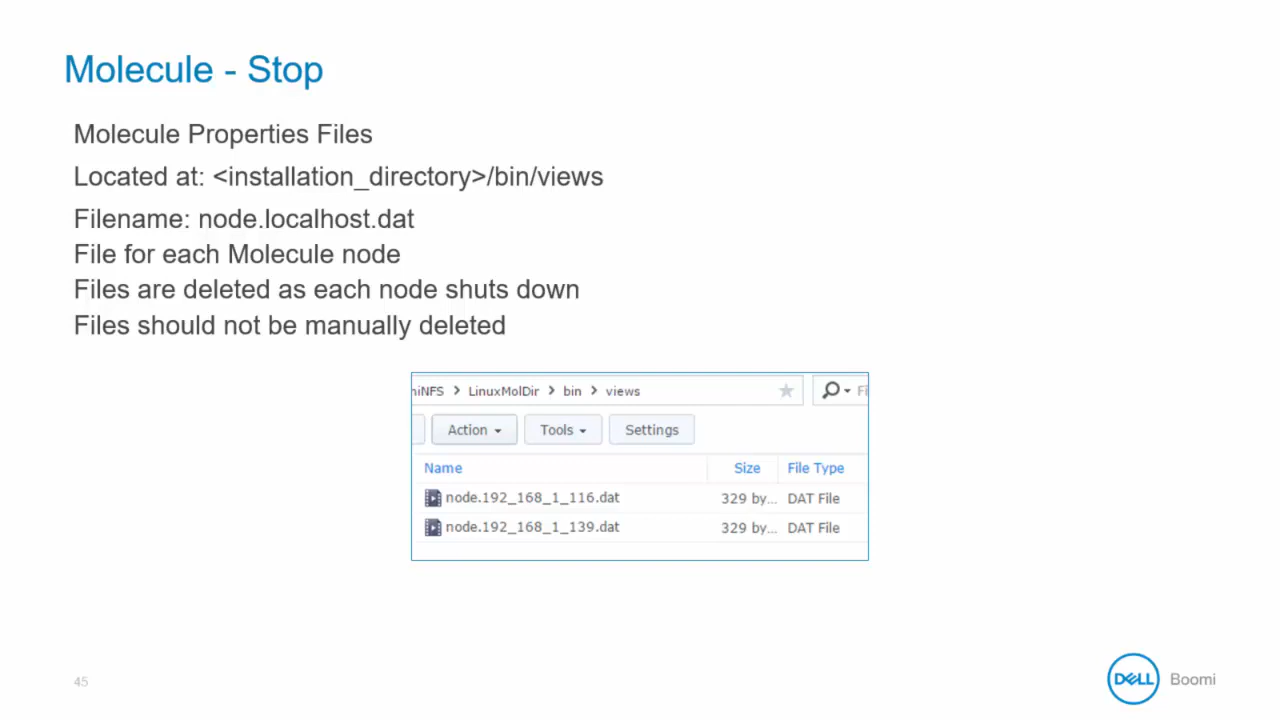 Molecule - Stop
Molecule Properties Files
Located at: <installation_directory>/bin/views
Filename: node.localhost.dat
File for each Molecule node
Files are deleted as each node shuts down
Files should not be manually deleted
niNFS > LinuxMolDir > bin > views
Action Tools Settings
Name Size File Type
node.192_168_1_116.dat 329 by... DAT File
node.192_168_1_139.dat 329 by... DAT File
45
DELL Boomi